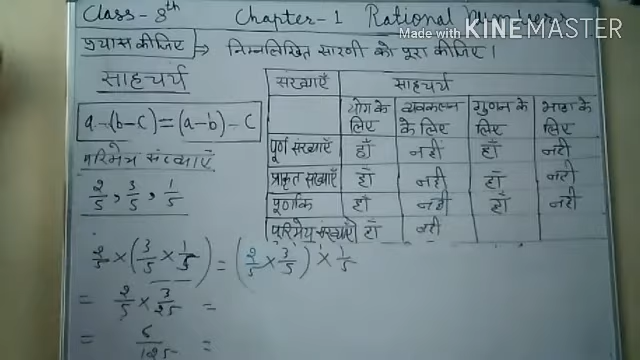 Class-8th Chapter-1 Rational Numbers
Made with KINEMASTER
प्रयास कीजिए → निम्नलिखित सारणी को पूरा कीजिए।
साहचर्य
a-(b-c)=(a-b)-c
परिमेय संख्याएँ
2/5, 3/5, 1/5
2/5 × (3/5 × 1/5) = (2/5 × 3/5) × 1/5
= 2/5 × 3/25 =
= 6/125 =
संख्याएँ साहचर्य
योग के लिए व्यवकलन के लिए गुणन के लिए भाग के लिए
पूर्ण संख्याएँ हाँ नहीं हाँ नहीं
प्राकृत संख्याएँ हाँ नहीं हाँ नहीं
पूर्णांक हाँ नहीं हाँ नहीं
परिमेय संख्याएँ हाँ नहीं